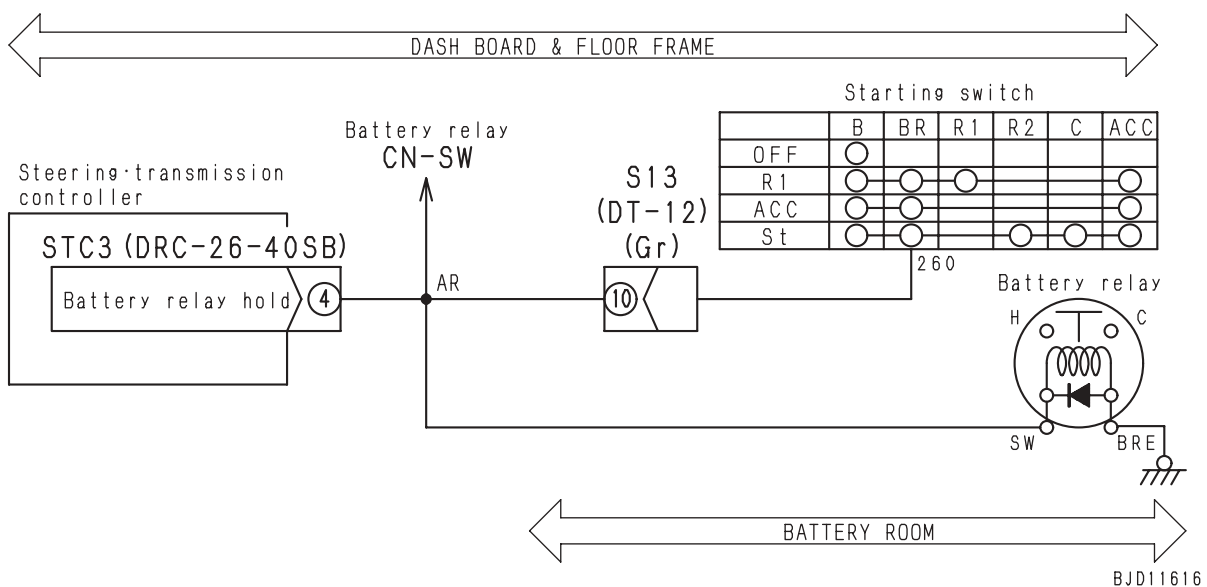 DASH BOARD & FLOOR FRAME
Starting switch
B BR R1 R2 C ACC
OFF
R1
ACC
St
Battery relay
CN-SW
S13
(DT-12)
(Gr)
Steering·transmission
controller
STC3 (DRC-26-40SB)
Battery relay hold
4
AR
10
260
Battery relay
H
C
SW
BRE
BATTERY ROOM
BJD11616